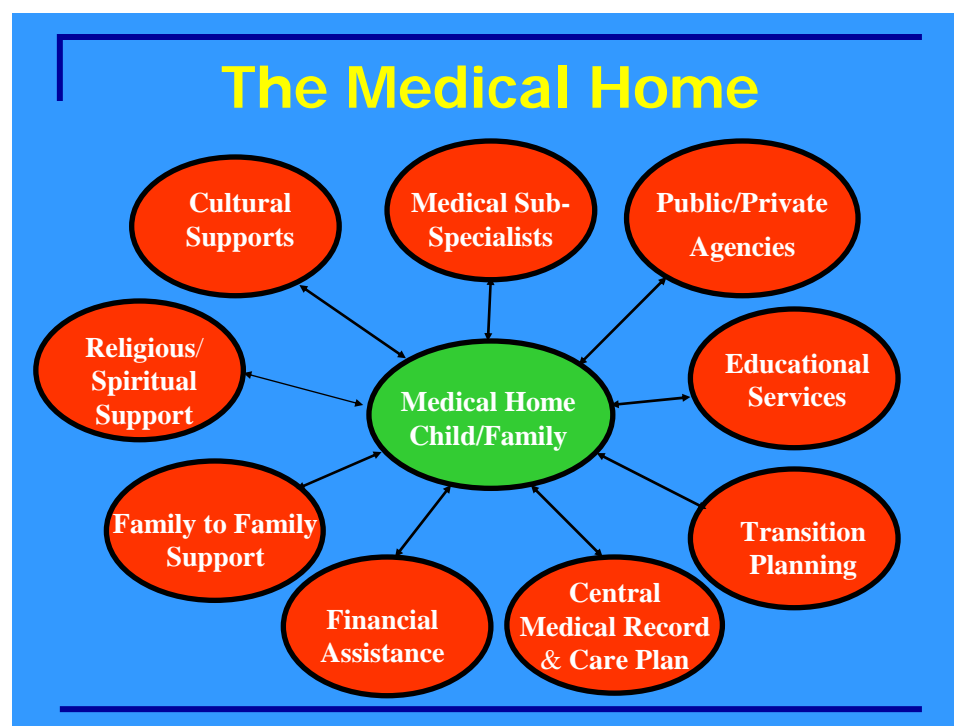 The Medical Home
Cultural
Supports
Medical Sub-
Specialists
Public/Private
Agencies
Religious/
Spiritual
Support
Medical Home
Child/Family
Educational
Services
Family to Family
Support
Transition
Planning
Financial
Assistance
Central
Medical Record
& Care Plan